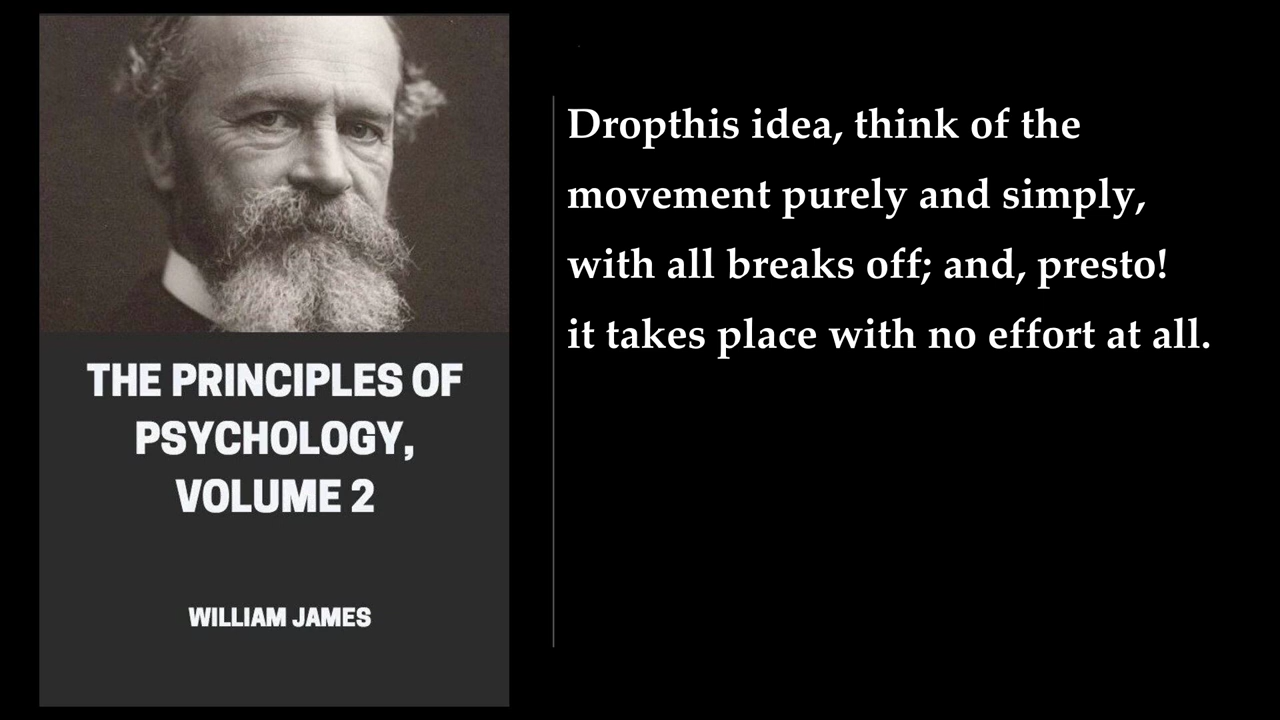 THE PRINCIPLES OF
PSYCHOLOGY,
VOLUME 2
WILLIAM JAMES
Dropthis idea, think of the
movement purely and simply,
with all breaks off; and, presto!
it takes place with no effort at all.